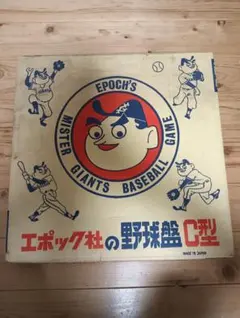 EPOCH'S
MISTER GIANTS BASEBALL GAME
エポック社の野球盤C型
MADE IN JAPAN